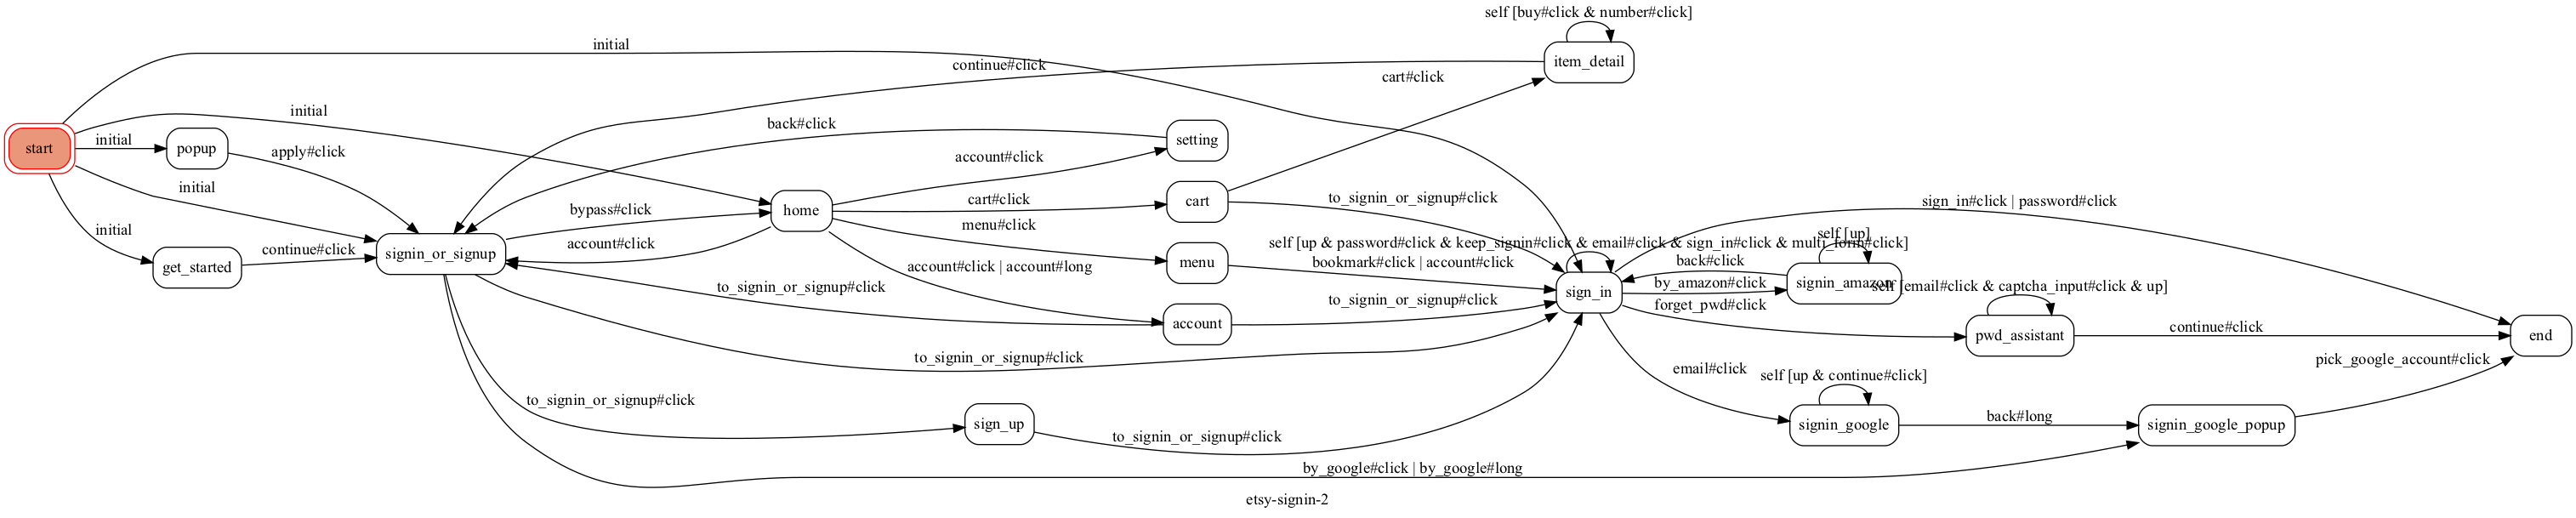 self [buy#click & number#click]
initial
continue#click
item_detail
cart#click
initial
back#click
start
initial
popup
apply#click
setting
account#click
initial
bypass#click
home
cart#click
cart
to_signin_or_signup#click
sign_in#click | password#click
initial
continue#click
signin_or_signup
account#click
menu#click
self [up & password#click & keep_signin#click & email#click & sign_in#click & multi_form#click]
self [up]
get_started
account#click | account#long
menu
bookmark#click | account#click
back#click
to_signin_or_signup#click
sign_in
by_amazon#click
signin_amazon
self [email#click & captcha_input#click & up]
account
to_signin_or_signup#click
forget_pwd#click
pwd_assistant
continue#click
end
to_signin_or_signup#click
email#click
self [up & continue#click]
pick_google_account#click
to_signin_or_signup#click
sign_up
to_signin_or_signup#click
signin_google
back#long
signin_google_popup
by_google#click | by_google#long
etsy-signin-2